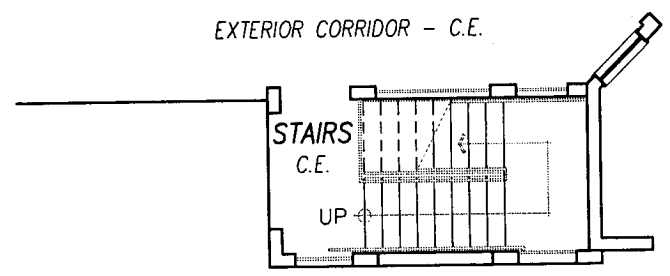 EXTERIOR CORRIDOR - C.E.
STAIRS
C.E.
UP